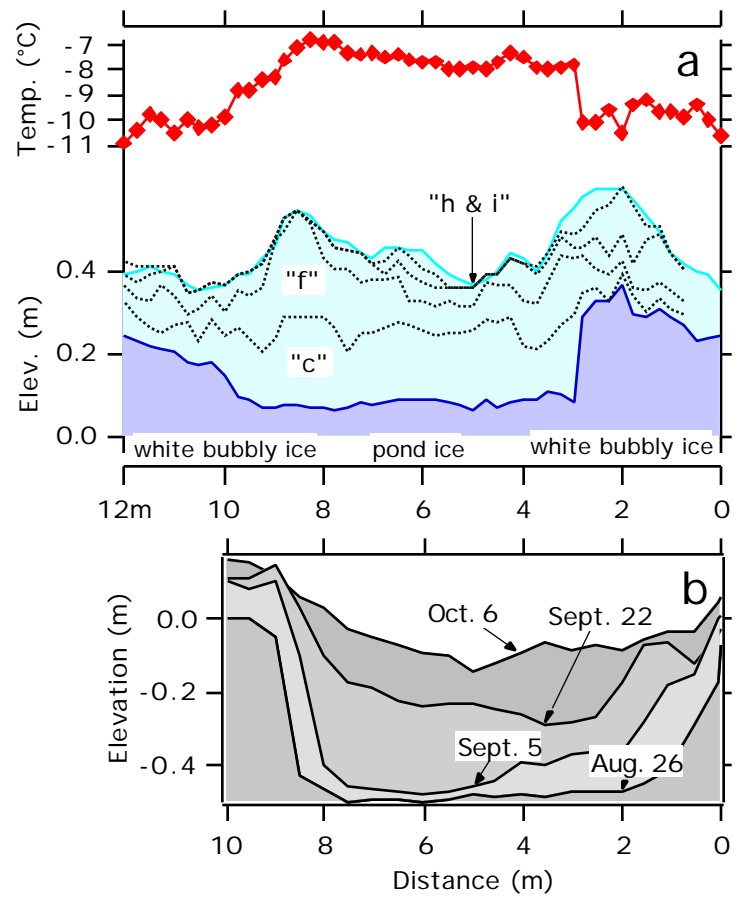 Temp. (°C)
-7
-8
-9
-10
-11
a
"h & i"
"f"
"c"
Elev. (m)
0.4
0.2
0.0
white bubbly ice
pond ice
white bubbly ice
12m 10 8 6 4 2 0
b
Elevation (m)
0.0
-0.2
-0.4
Oct. 6
Sept. 22
Sept. 5
Aug. 26
10 8 6 4 2 0
Distance (m)